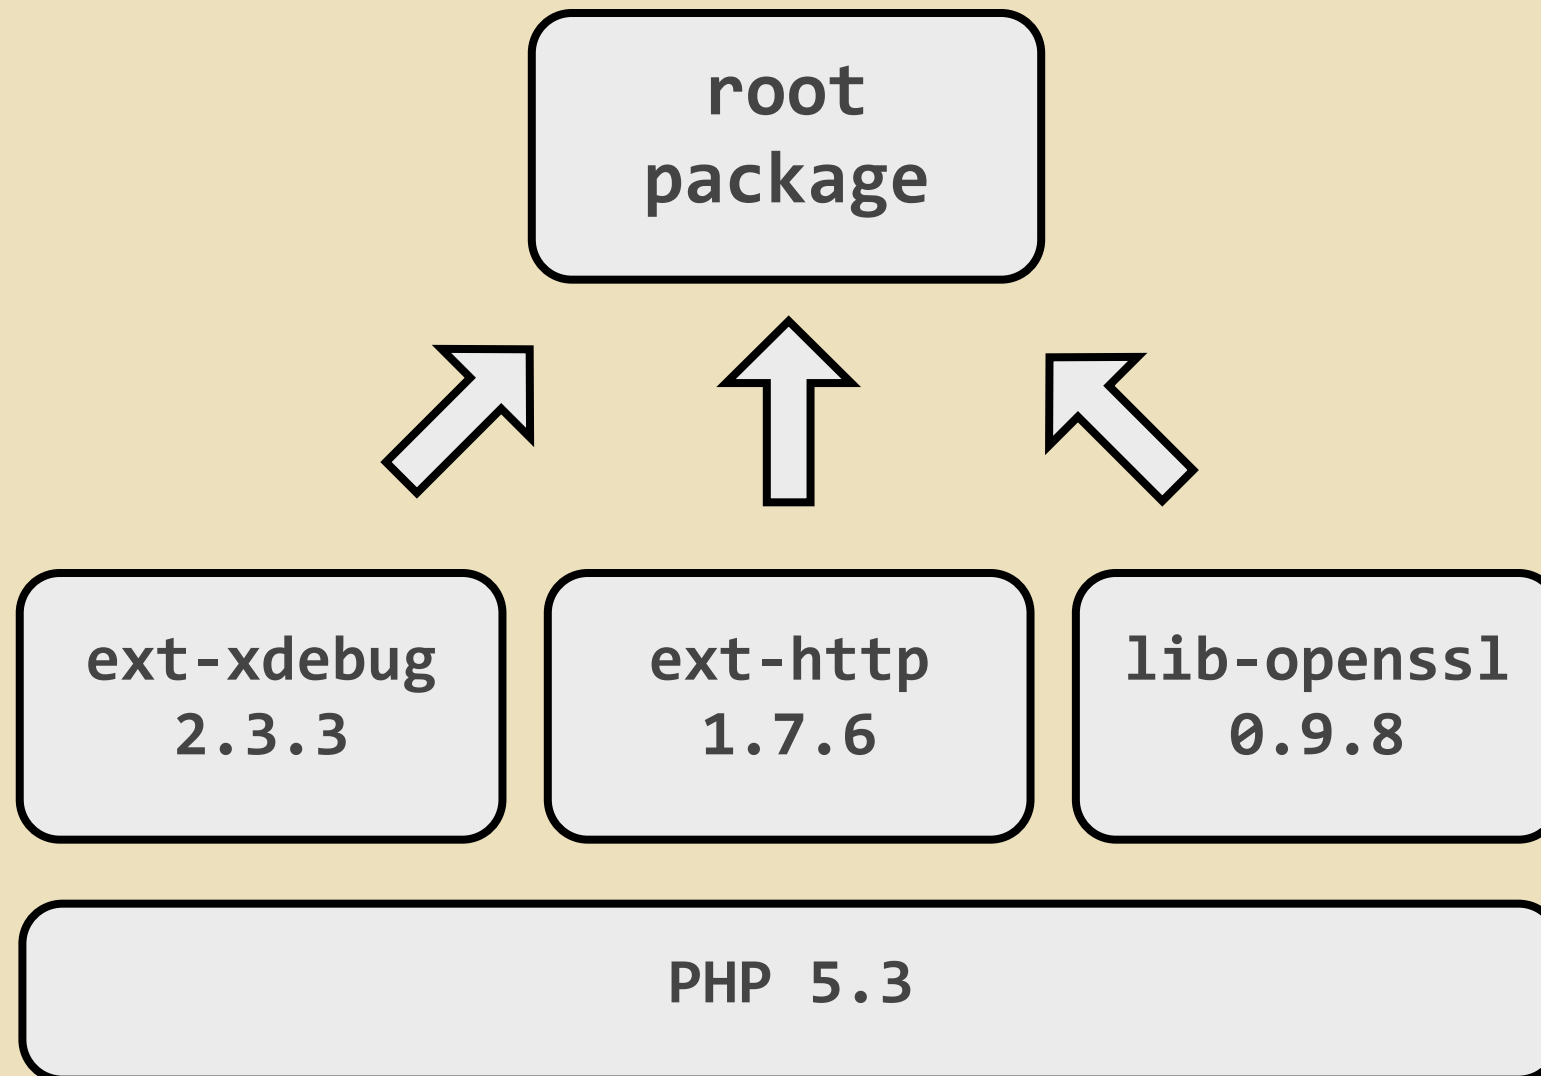 root
package
ext-xdebug
2.3.3
ext-http
1.7.6
lib-openssl
0.9.8
PHP 5.3